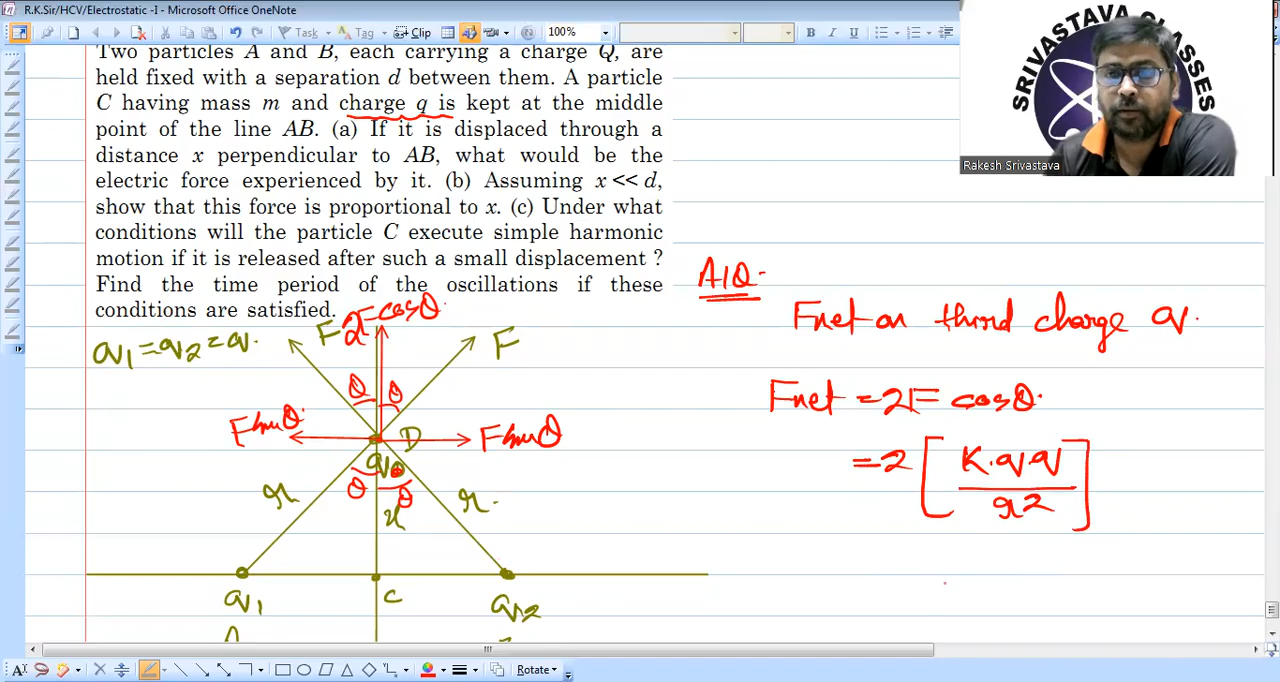 R.K.Sir/HCV/Electrostatic -I - Microsoft Office OneNote
Task
Tag
Clip
100%
B I U
SRIVASTAVA CLASSES
Rakesh Srivastava
Two particles A and B, each carrying a charge Q, are
held fixed with a separation d between them. A particle
C having mass m and charge q is kept at the middle
point of the line AB. (a) If it is displaced through a
distance x perpendicular to AB, what would be the
electric force experienced by it. (b) Assuming x << d,
show that this force is proportional to x. (c) Under what
conditions will the particle C execute simple harmonic
motion if it is released after such a small displacement ?
Find the time period of the oscillations if these
conditions are satisfied.
q1 = q2 = q.
F
2F cosθ
F
θ θ
F sinθ
F sinθ
D
q
θ θ
r
r
x
q1
C
q2
A/Q.
Fnet on third charge q.
Fnet = 2F cosθ.
= 2 [ K.q.q / r2 ]
Rotate